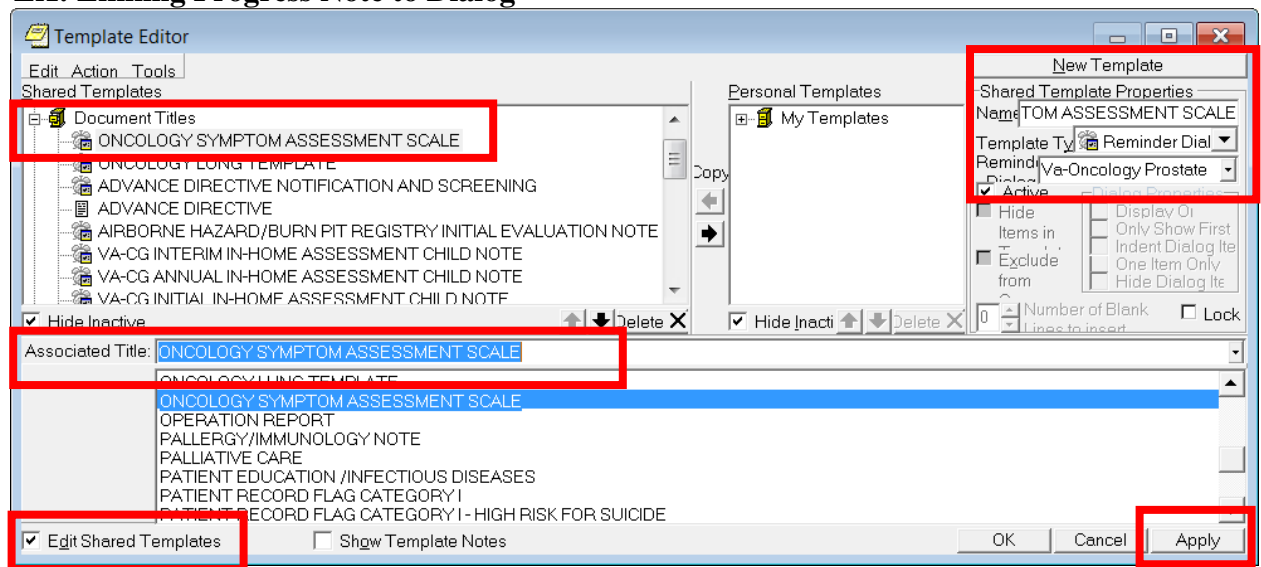 Template Editor
Edit Action Tools
New Template
Shared Templates
Personal Templates
Shared Template Properties
Document Titles
My Templates
Name TOM ASSESSMENT SCALE
ONCOLOGY SYMPTOM ASSESSMENT SCALE
Template Ty Reminder Dial
ONCOLOGY LUNG TEMPLATE
Copy
Remind Va-Oncology Prostate
ADVANCE DIRECTIVE NOTIFICATION AND SCREENING
Active Dialog Properties
ADVANCE DIRECTIVE
Hide
Items in
Display Or
AIRBORNE HAZARD/BURN PIT REGISTRY INITIAL EVALUATION NOTE
Only Show First
VA-CG INTERIM IN-HOME ASSESSMENT CHILD NOTE
Indent Dialog Ite
VA-CG ANNUAL IN-HOME ASSESSMENT CHILD NOTE
Exclude
from
One Item Only
Hide Dialog Ite
VA-CG INITIAL IN-HOME ASSESSMENT CHILD NOTE
Hide Inactive
Delete
Hide Inacti
Delete
0 Number of Blank
Lines to insert
Lock
Associated Title: ONCOLOGY SYMPTOM ASSESSMENT SCALE
ONCOLOGY LUNG TEMPLATE
ONCOLOGY SYMPTOM ASSESSMENT SCALE
OPERATION REPORT
PALLERGY/IMMUNOLOGY NOTE
PALLIATIVE CARE
PATIENT EDUCATION /INFECTIOUS DISEASES
PATIENT RECORD FLAG CATEGORY I
PATIENT RECORD FLAG CATEGORY I - HIGH RISK FOR SUICIDE
Edit Shared Templates
Show Template Notes
OK
Cancel
Apply